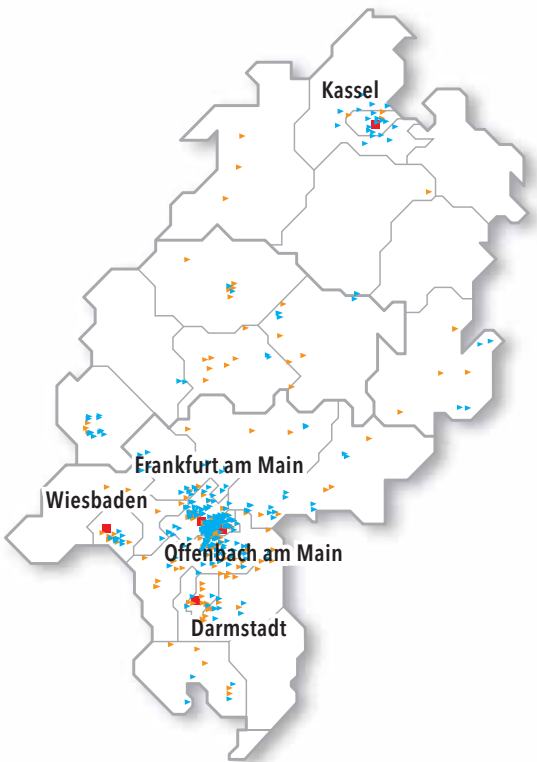 Kassel
Frankfurt am Main
Wiesbaden
Offenbach am Main
Darmstadt